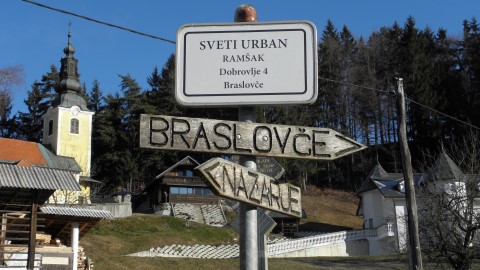 SVETI URBAN
RAMŠAK
Dobrovlje 4
Braslovče
BRASLOVČE
NAZARJE